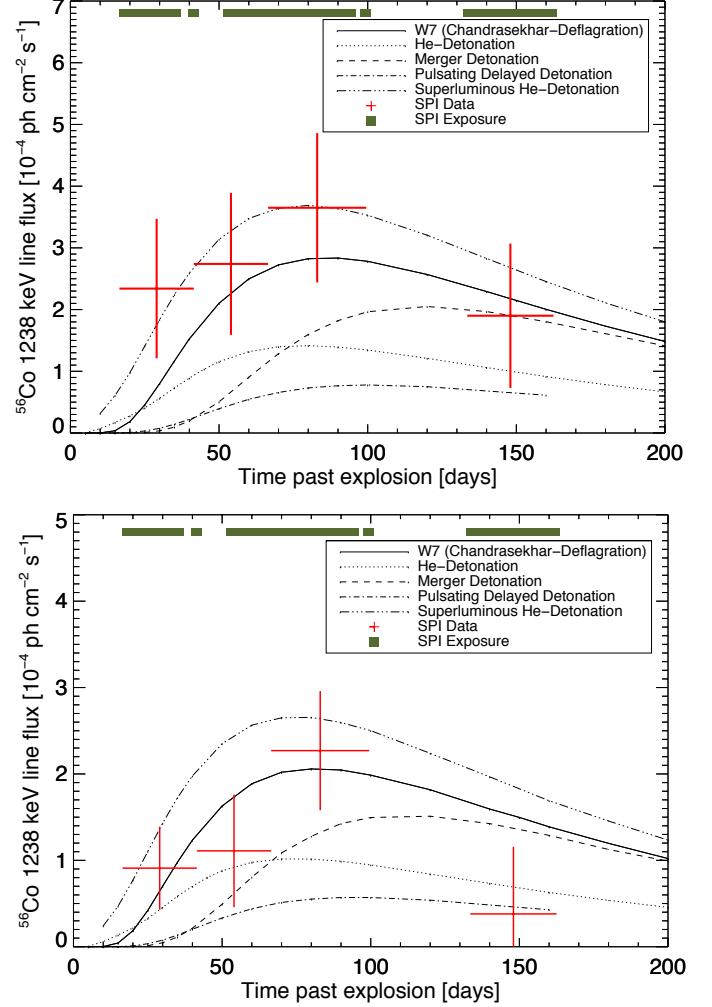 7
6
5
4
3
2
1
0
⁵⁶Co 1238 keV line flux [10⁻⁴ ph cm⁻² s⁻¹]
W7 (Chandrasekhar−Deflagration)
He−Detonation
Merger Detonation
Pulsating Delayed Detonation
Superluminous He−Detonation
SPI Data
SPI Exposure
0 50 100 150 200
Time past explosion [days]
5
4
3
2
1
0
⁵⁶Co 1238 keV line flux [10⁻⁴ ph cm⁻² s⁻¹]
W7 (Chandrasekhar−Deflagration)
He−Detonation
Merger Detonation
Pulsating Delayed Detonation
Superluminous He−Detonation
SPI Data
SPI Exposure
0 50 100 150 200
Time past explosion [days]